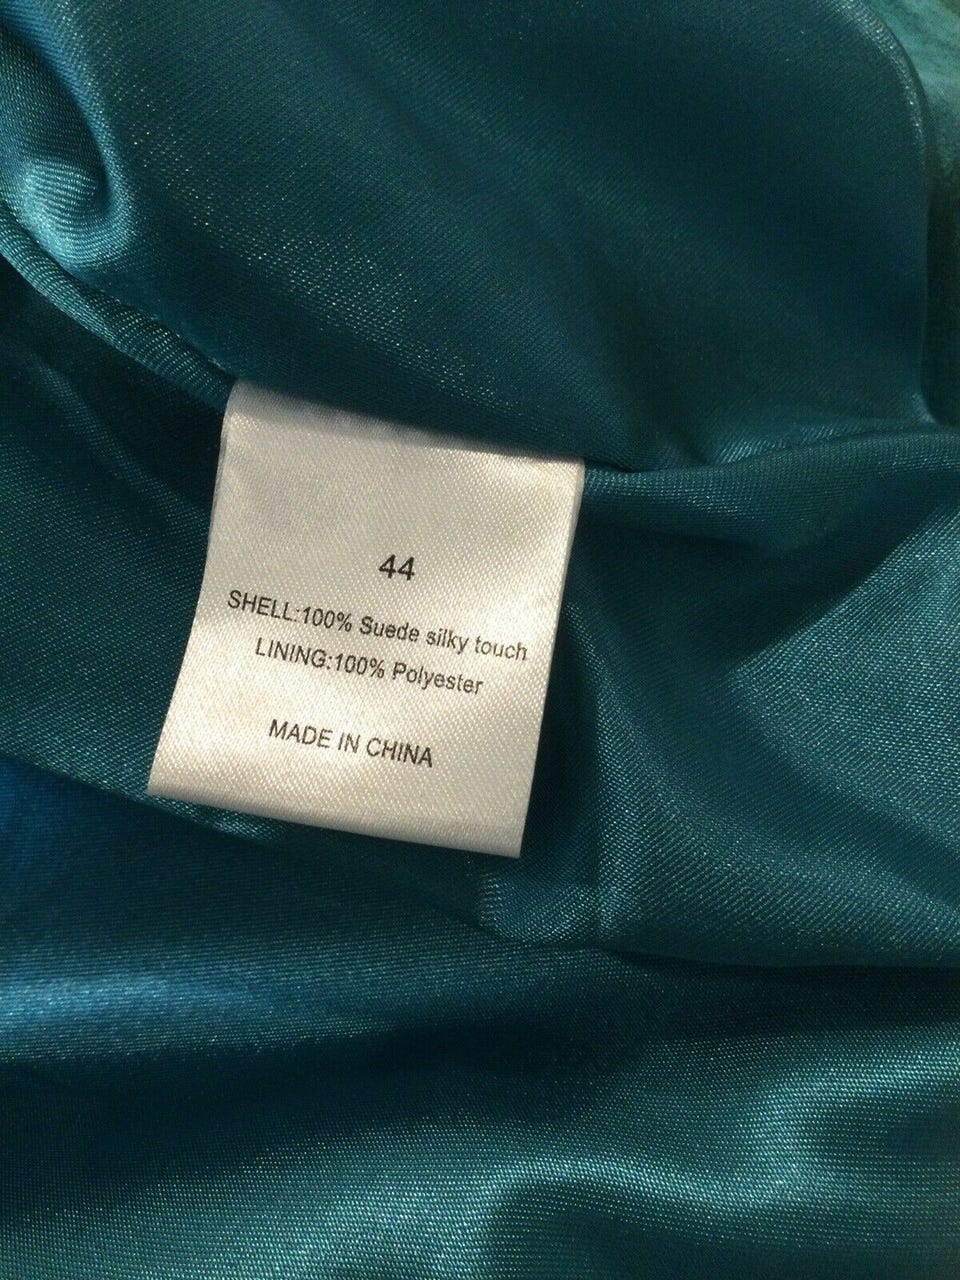 44
SHELL:100% Suede silky touch
LINING:100% Polyester
MADE IN CHINA